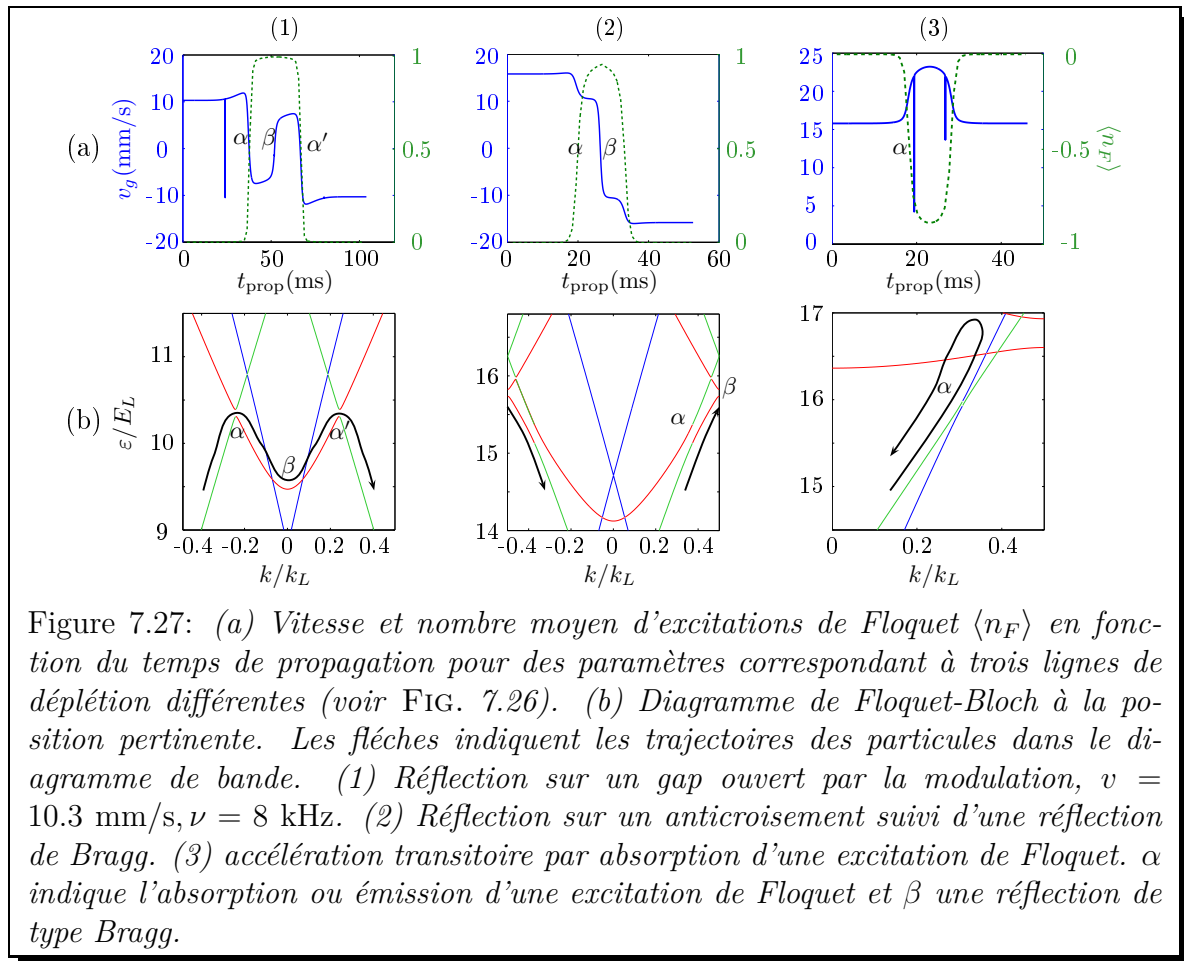 (1) (2) (3)
(a)
20 10 0 -10 -20
v_g(mm/s)
1 0.5 0
α β α′
0 50 100
t_prop(ms)
20 10 0 -10 -20
1 0.5 0
α β
0 20 40 60
t_prop(ms)
25 20 15 10 5 0
0 -0.5 -1
⟨n_F⟩
α
0 20 40
t_prop(ms)
(b)
11 10 9
ε/E_L
α β α′
-0.4 -0.2 0 0.2 0.4
k/k_L
16 15 14
α β
-0.4 -0.2 0 0.2 0.4
k/k_L
17 16 15
α
0 0.2 0.4
k/k_L
Figure 7.27: (a) Vitesse et nombre moyen d'excitations de Floquet ⟨n_F⟩ en fonc-
tion du temps de propagation pour des paramètres correspondant à trois lignes de
déplétion différentes (voir FIG. 7.26). (b) Diagramme de Floquet-Bloch à la po-
sition pertinente. Les fléches indiquent les trajectoires des particules dans le di-
agramme de bande. (1) Réflection sur un gap ouvert par la modulation, v =
10.3 mm/s, ν = 8 kHz. (2) Réflection sur un anticroisement suivi d'une réflection
de Bragg. (3) accélération transitoire par absorption d'une excitation de Floquet. α
indique l'absorption ou émission d'une excitation de Floquet et β une réflection de
type Bragg.